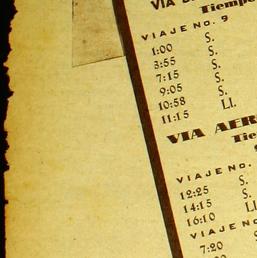 VIA
Tiempo
VIAJE No. 9
1:00 S.
3:55 S.
7:15 S.
9:05 S.
10:58 S.
11:15 Ll.
VIA AER
Tie
VIAJE No.
12:25 S.
14:15 S.
16:10 Ll
VIAJE No.
7:20 S.